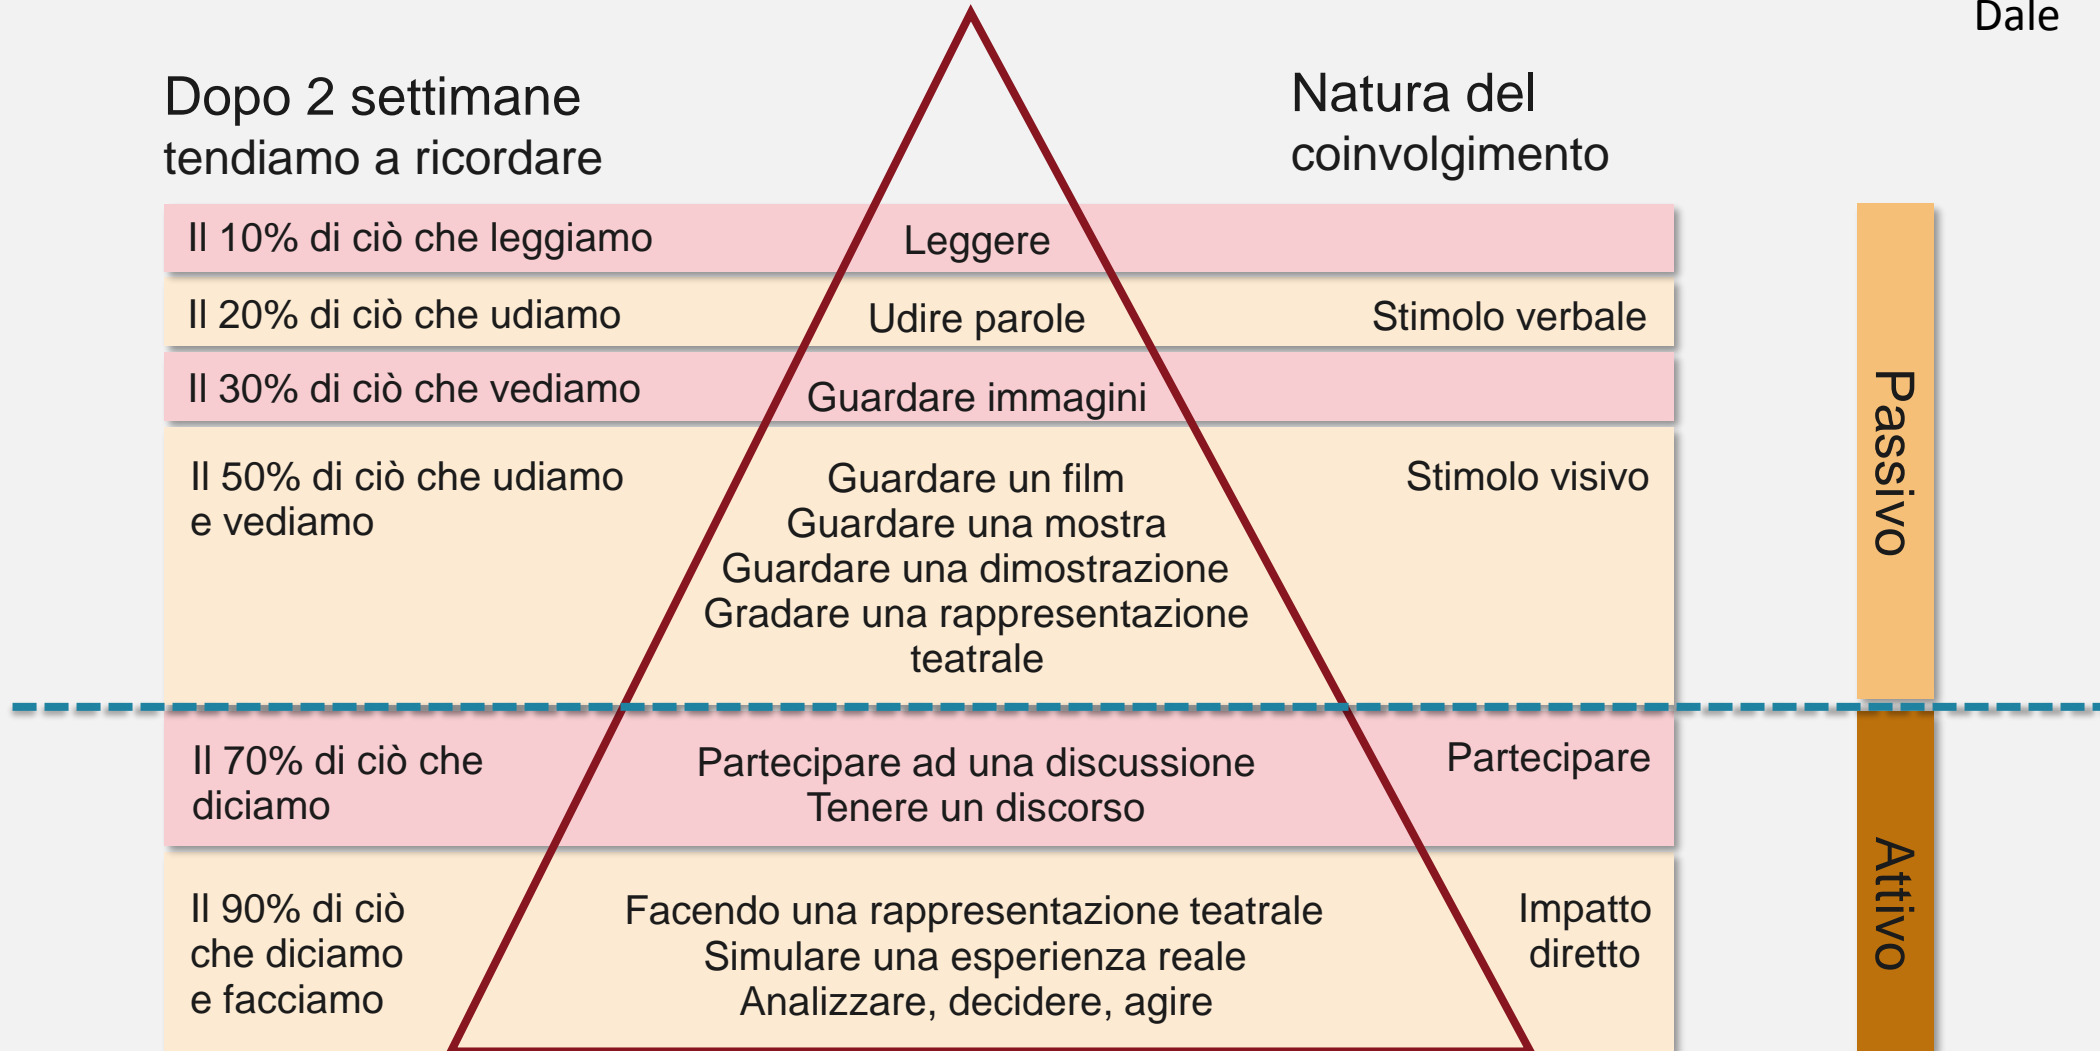 Dale
Dopo 2 settimane
tendiamo a ricordare
Natura del
coinvolgimento
Il 10% di ciò che leggiamo
Leggere
Il 20% di ciò che udiamo
Udire parole
Stimolo verbale
Il 30% di ciò che vediamo
Guardare immagini
Il 50% di ciò che udiamo
e vediamo
Guardare un film
Guardare una mostra
Guardare una dimostrazione
Gradare una rappresentazione
teatrale
Stimolo visivo
Passivo
Il 70% di ciò che
diciamo
Partecipare ad una discussione
Tenere un discorso
Partecipare
Il 90% di ciò
che diciamo
e facciamo
Facendo una rappresentazione teatrale
Simulare una esperienza reale
Analizzare, decidere, agire
Impatto
diretto
Attivo